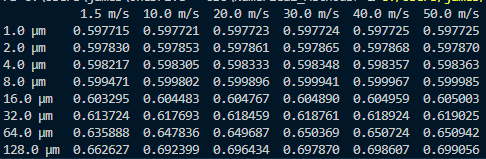 1.5 m/s 10.0 m/s 20.0 m/s 30.0 m/s 40.0 m/s 50.0 m/s
1.0 µm 0.597715 0.597721 0.597723 0.597724 0.597725 0.597725
2.0 µm 0.597830 0.597853 0.597861 0.597865 0.597868 0.597870
4.0 µm 0.598217 0.598305 0.598333 0.598348 0.598357 0.598363
8.0 µm 0.599471 0.599802 0.599896 0.599941 0.599967 0.599985
16.0 µm 0.603295 0.604483 0.604767 0.604890 0.604959 0.605003
32.0 µm 0.613724 0.617693 0.618459 0.618761 0.618924 0.619025
64.0 µm 0.635888 0.647836 0.649687 0.650369 0.650724 0.650942
128.0 µm 0.662627 0.692399 0.696434 0.697870 0.698607 0.699056